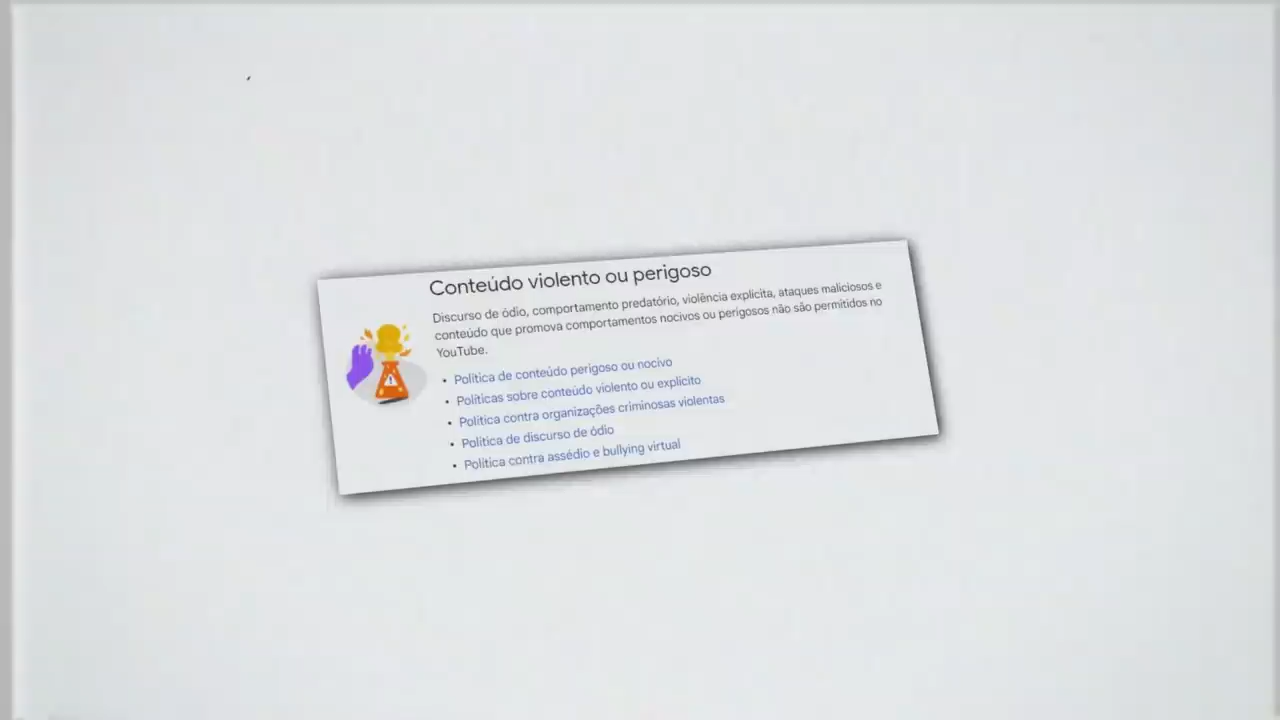 Conteúdo violento ou perigoso
Discurso de ódio, comportamento predatório, violência explícita, ataques maliciosos e
conteúdo que promova comportamentos nocivos ou perigosos não são permitidos no
YouTube.
• Política de conteúdo perigoso ou nocivo
• Políticas sobre conteúdo violento ou explícito
• Política contra organizações criminosas violentas
• Política de discurso de ódio
• Política contra assédio e bullying virtual